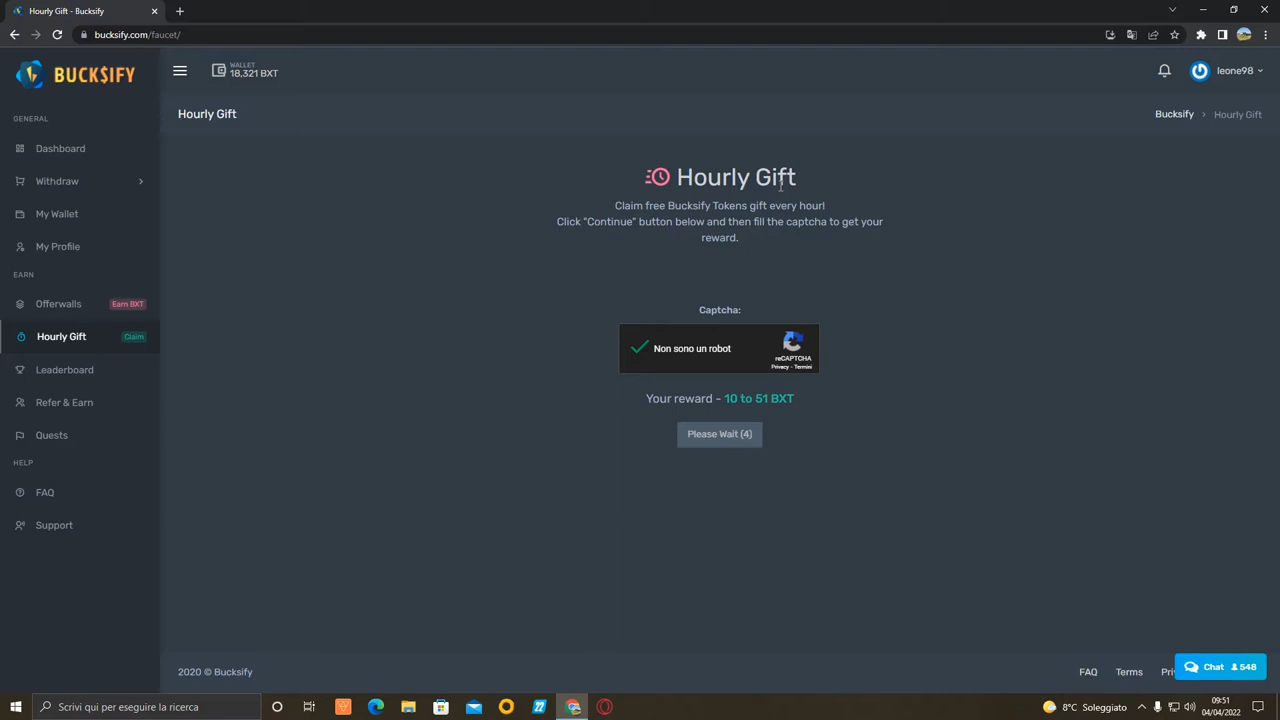 Hourly Gift - Bucksify
bucksify.com/faucet/
BUCK$IFY
WALLET
18,321 BXT
leone98
GENERAL
Dashboard
Withdraw
My Wallet
My Profile
EARN
Offerwalls Earn BXT
Hourly Gift Claim
Leaderboard
Refer & Earn
Quests
HELP
FAQ
Support
Hourly Gift
Bucksify > Hourly Gift
Hourly Gift
Claim free Bucksify Tokens gift every hour!
Click "Continue" button below and then fill the captcha to get your
reward.
Captcha:
Non sono un robot
reCAPTCHA
Privacy - Termini
Your reward - 10 to 51 BXT
Please Wait (4)
2020 © Bucksify
FAQ Terms Pri
Chat 548
Scrivi qui per eseguire la ricerca
8°C Soleggiato
09:51
04/04/2022